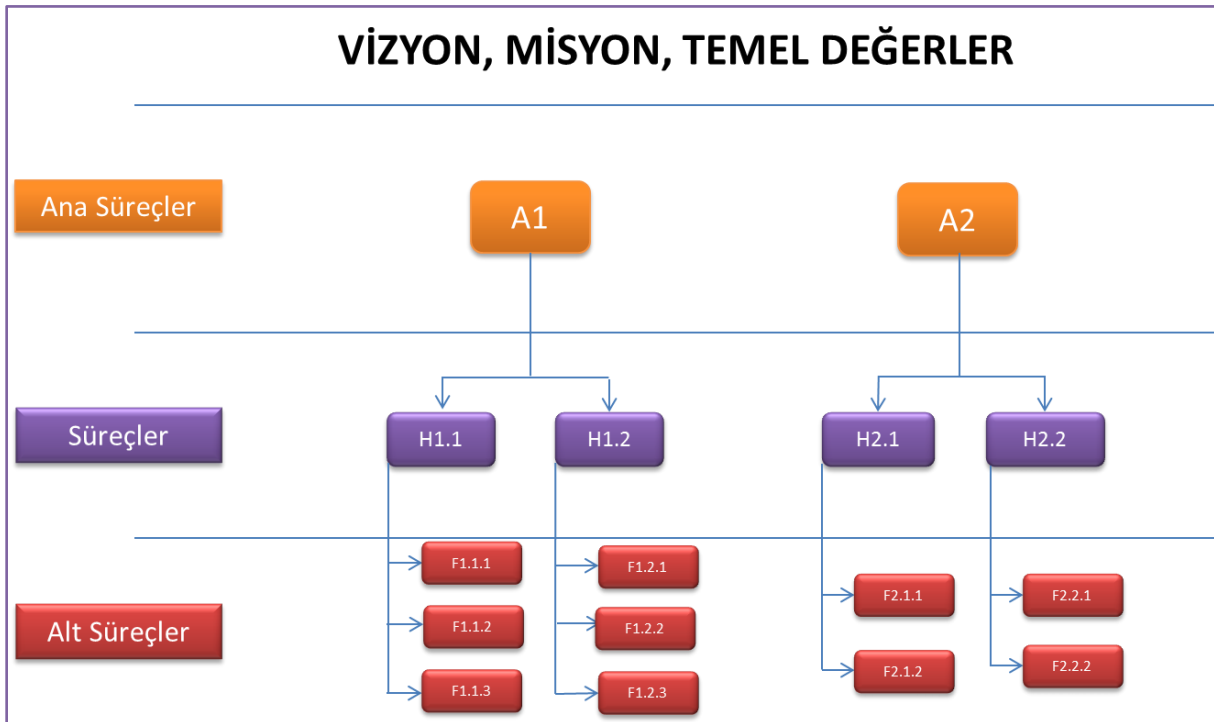 VİZYON, MİSYON, TEMEL DEĞERLER
Ana Süreçler
A1
A2
Süreçler
H1.1
H1.2
H2.1
H2.2
Alt Süreçler
F1.1.1
F1.1.2
F1.1.3
F1.2.1
F1.2.2
F1.2.3
F2.1.1
F2.1.2
F2.2.1
F2.2.2